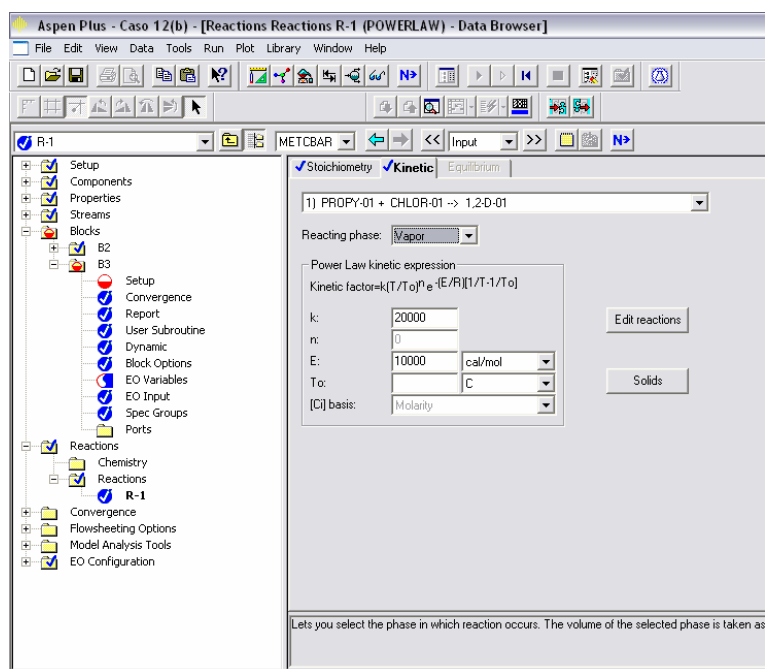 Aspen Plus - Caso 12(b) - [Reactions Reactions R-1 (POWERLAW) - Data Browser]
File Edit View Data Tools Run Plot Library Window Help
N»
R-1 METCBAR << Input >> N»
Setup
Components
Properties
Streams
Blocks
B2
B3
Setup
Convergence
Report
User Subroutine
Dynamic
Block Options
EO Variables
EO Input
Spec Groups
Ports
Reactions
Chemistry
Reactions
R-1
Convergence
Flowsheeting Options
Model Analysis Tools
EO Configuration
Stoichiometry Kinetic Equilibrium
1) PROPY-01 + CHLOR-01 --> 1,2-D-01
Reacting phase: Vapor
Power Law kinetic expression
Kinetic factor=k(T/To)^n e^-(E/R)[1/T-1/To]
k: 20000
n: 0
E: 10000 cal/mol
To: C
[Ci] basis: Molarity
Edit reactions
Solids
Lets you select the phase in which reaction occurs. The volume of the selected phase is taken as